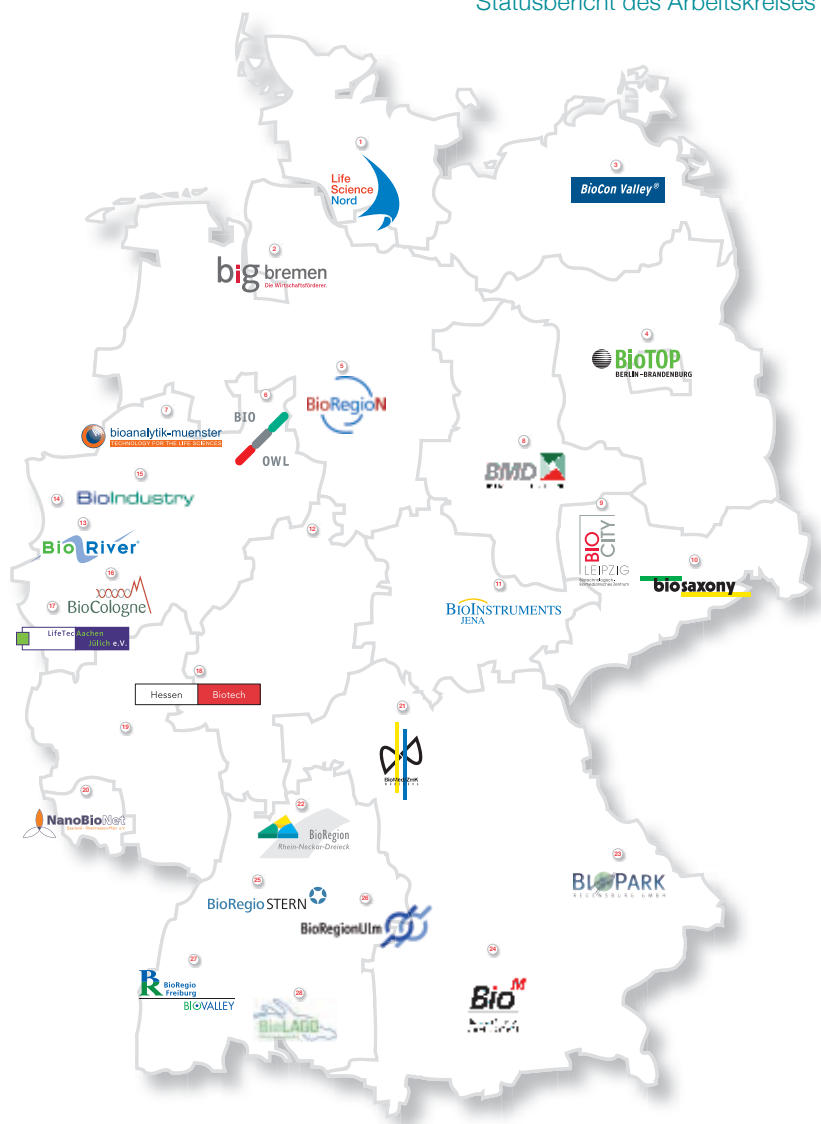 Statusbericht des Arbeitskreises
1
Life
Science
Nord
3
BioCon Valley®
2
big bremen
Die Wirtschaftsförderer.
4
BioTOP
BERLIN-BRANDENBURG
5
BioRegioN
6
BIO
OWL
7
bioanalytik-muenster
TECHNOLOGY FOR THE LIFE SCIENCES
8
BMD
15
BioIndustry
14
13
BioRiver®
9
BIO
CITY
LEIPZIG
10
biosaxony
12
16
BioCologne
17
LifeTecAachen
Jülich e.V.
11
BIOINSTRUMENTS
JENA
18
Hessen Biotech
19
21
20
NanoBioNet
22
BioRegion
Rhein-Neckar-Dreieck
23
BIOPARK
REGENSBURG GMBH
25
BioRegio STERN
26
BioRegionUlm
24
BioM
27
BR
BioRegio
Freiburg
BIOVALLEY
28
BioLAGO